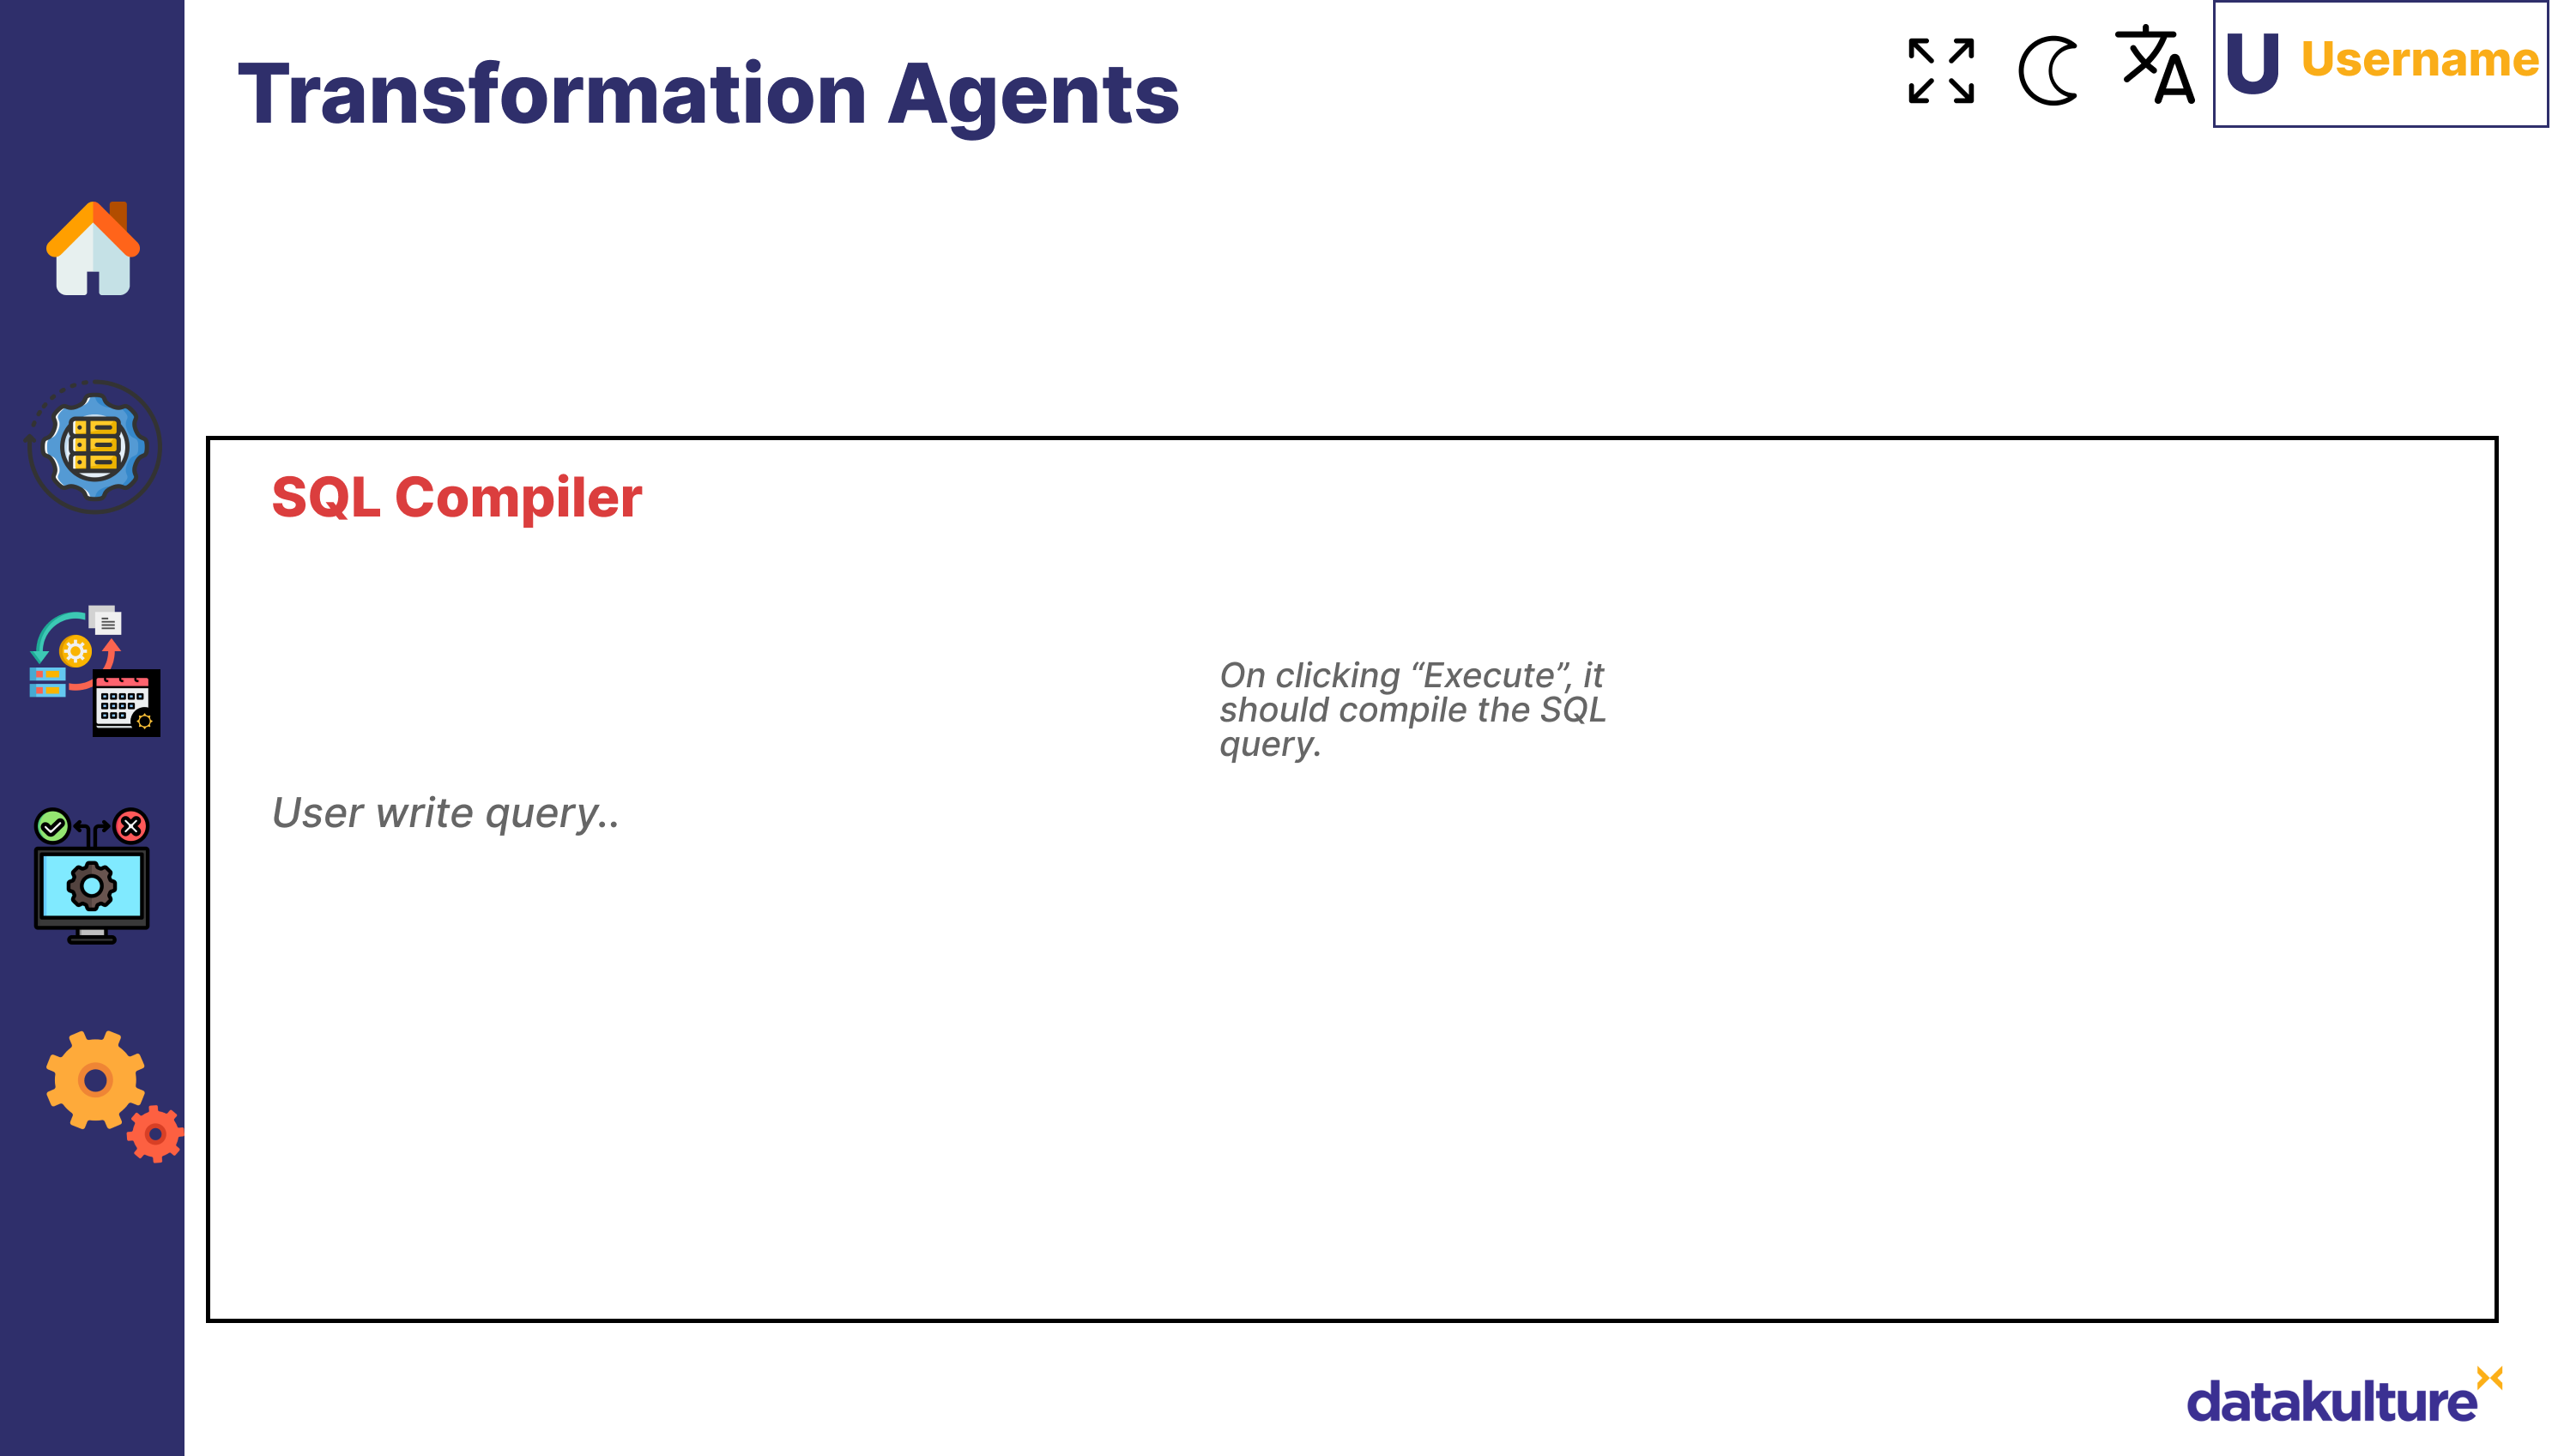 Transformation Agents
U Username
SQL Compiler
On clicking “Execute”, it
should compile the SQL
query.
User write query..
datakulture